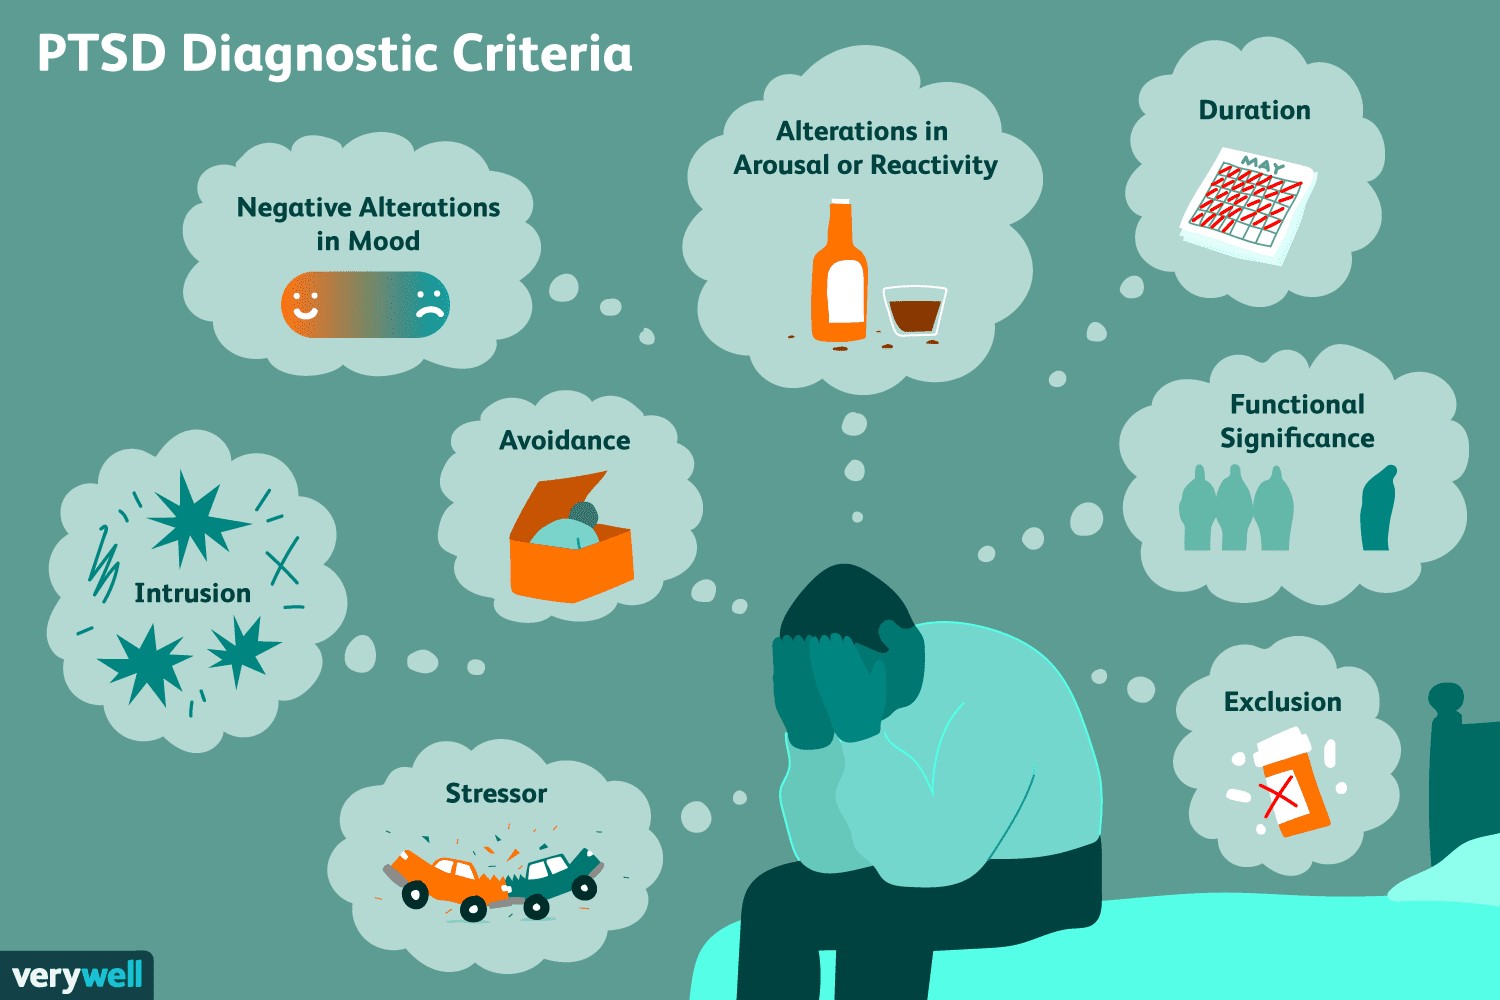 PTSD Diagnostic Criteria
Negative Alterations
in Mood
Alterations in
Arousal or Reactivity
Duration
MAY
Avoidance
Functional
Significance
Intrusion
Exclusion
Stressor
verywell